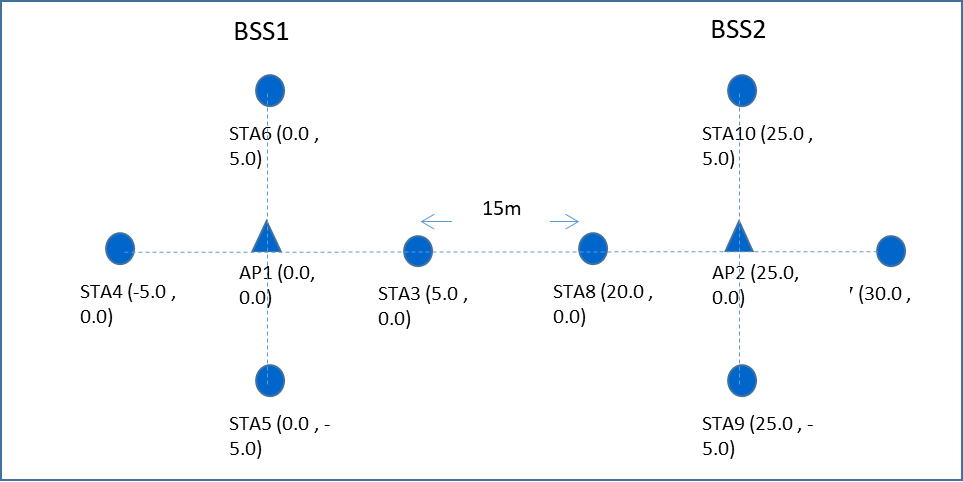 BSS1
BSS2
STA6 (0.0 ,
5.0)
STA10 (25.0 ,
5.0)
15m
AP1 (0.0,
0.0)
AP2 (25.0,
0.0)
STA4 (-5.0 ,
0.0)
STA3 (5.0 ,
0.0)
STA8 (20.0 ,
0.0)
(30.0 ,
STA5 (0.0 , -
5.0)
STA9 (25.0 , -
5.0)